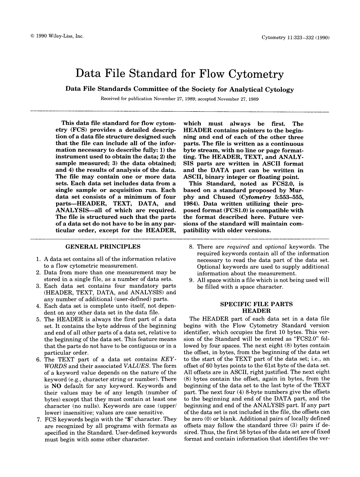 © 1990 Wiley-Liss, Inc.
Cytometry 11:323–332 (1990)
Data File Standard for Flow Cytometry
Data File Standards Committee of the Society for Analytical Cytology
Received for publication November 27, 1989; accepted November 27, 1989
This data file standard for flow cytom-
etry (FCS) provides a detailed descrip-
tion of a data file structure designed such
that the file can include all of the infor-
mation necessary to describe fully: 1) the
instrument used to obtain the data; 2) the
sample measured; 3) the data obtained;
and 4) the results of analysis of the data.
The file may contain one or more data
sets. Each data set includes data from a
single sample or acquisition run. Each
data set consists of a minimum of four
parts—HEADER, TEXT, DATA, and
ANALYSIS—all of which are required.
The file is structured such that the parts
of a data set do not have to be in any par-
ticular order, except for the HEADER,
which must always be first. The
HEADER contains pointers to the begin-
ning and end of each of the other three
parts. The file is written as a continuous
byte stream, with no line or page format-
ting. The HEADER, TEXT, and ANALY-
SIS parts are written in ASCII format
and the DATA part can be written in
ASCII, binary integer or floating point.
This Standard, noted as FCS2.0, is
based on a standard proposed by Mur-
phy and Chused (Cytometry 5:553–555,
1984). Data written utilizing their pro-
posed format (FCS1.0) is compatible with
the format described here. Future ver-
sions of the standard will maintain com-
patibility with older versions.
GENERAL PRINCIPLES
1. A data set contains all of the information relative
to a flow cytometric measurement.
2. Data from more than one measurement may be
stored in a single file, as a number of data sets.
3. Each data set contains four mandatory parts
(HEADER, TEXT, DATA, and ANALYSIS) and
any number of additional (user-defined) parts.
4. Each data set is complete unto itself, not depen-
dent on any other data set in the data file.
5. The HEADER is always the first part of a data
set. It contains the byte address of the beginning
and end of all other parts of a data set, relative to
the beginning of the data set. This feature means
that the parts do not have to be contiguous or in a
particular order.
6. The TEXT part of a data set contains KEY-
WORDS and their associated VALUES. The form
of a keyword value depends on the nature of the
keyword (e.g., character string or number). There
is NO default for any keyword. Keywords and
their values may be of any length (number of
bytes) except that they must contain at least one
character (no nulls). Keywords are case (upper/
lower) insensitive; values are case sensitive.
7. FCS keywords begin with the "$" character. They
are recognized by all programs with formats as
specified in the Standard. User-defined keywords
must begin with some other character.
8. There are required and optional keywords. The
required keywords contain all of the information
necessary to read the data part of the data set.
Optional keywords are used to supply additional
information about the measurement.
9. All space within a file which is not being used will
be filled with a space character.
SPECIFIC FILE PARTS
HEADER
The HEADER part of each data set in a data file
begins with the Flow Cytometry Standard version
identifier, which occupies the first 10 bytes. This ver-
sion of the Standard will be entered as "FCS2.0" fol-
lowed by four spaces. The next eight (8) bytes contain
the offset, in bytes, from the beginning of the data set
to the start of the TEXT part of the data set; i.e., an
offset of 60 bytes points to the 61st byte of the data set.
All offsets are in ASCII, right justified. The next eight
(8) bytes contain the offset, again in bytes, from the
beginning of the data set to the last byte of the TEXT
part. The next four (4) 8-byte numbers give the offsets
to the beginning and end of the DATA part, and the
beginning and end of the ANALYSIS part. If any part
of the data set is not included in the file, the offsets can
be zero (0) or blank. Additional pairs of locally defined
offsets may follow the standard three (3) pairs if de-
sired. Thus, the first 58 bytes of the data set are of fixed
format and contain information that identifies the ver-